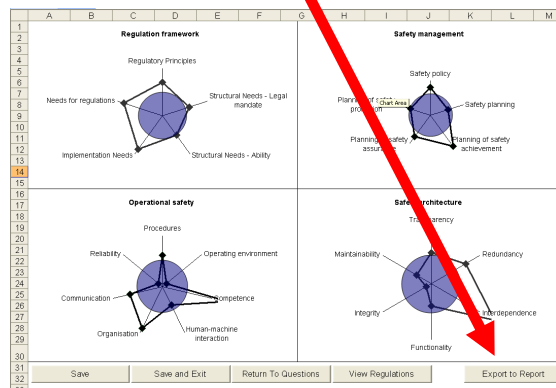 A B C D E F G H I J K L M
1
2
3
4
5
6
7
8
9
10
11
12
13
14
15
16
17
18
19
20
21
22
23
24
25
26
27
28
29
30
31
32
Regulation framework
Regulatory Principles
Needs for regulations
Structural Needs - Legal
mandate
Implementation Needs
Structural Needs - Ability
Safety management
Safety policy
Chart Area
Safety planning
Planning of safety
achievement
Operational safety
Procedures
Reliability
Operating environment
Communication
Competence
Organisation
Human-machine
interaction
Maintainability
Redundancy
Integrity
Interdependence
Functionality
Save
Save and Exit
Return To Questions
View Regulations
Export to Report